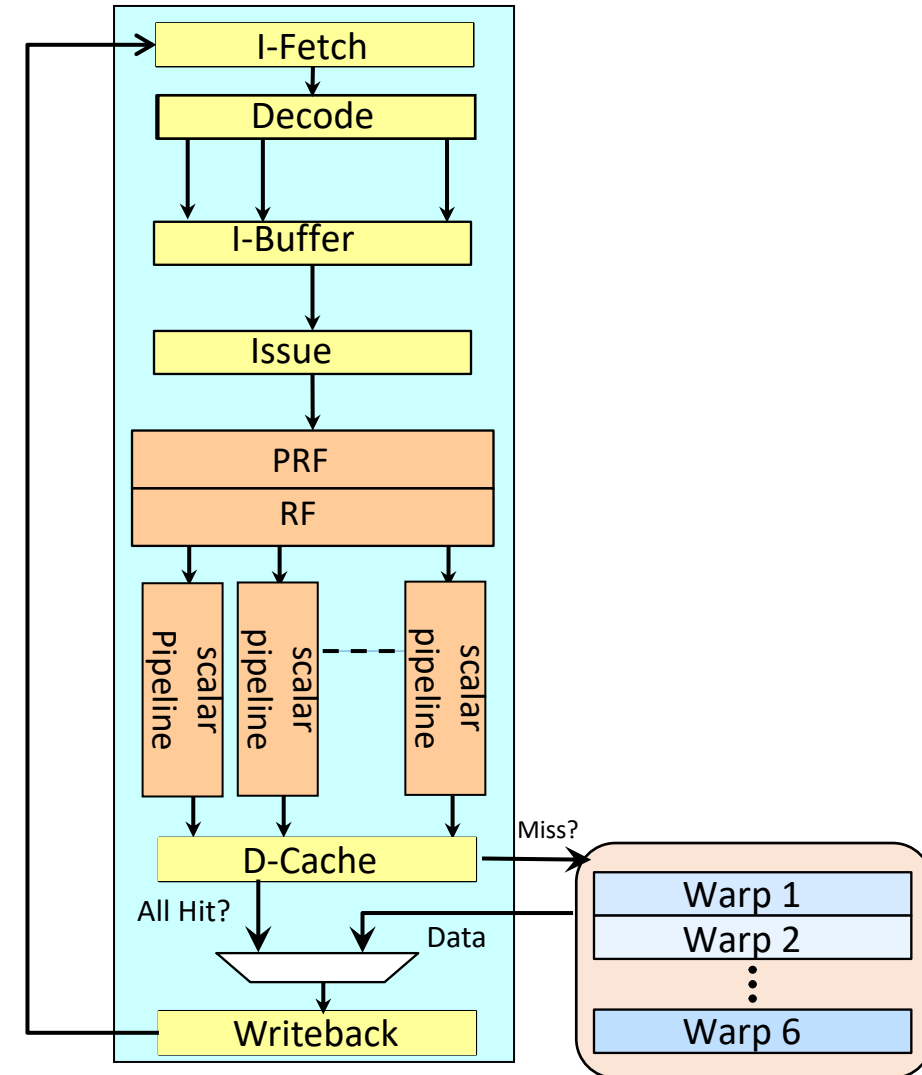 I-Fetch
Decode
I-Buffer
Issue
PRF
RF
scalar
Pipeline
scalar
pipeline
scalar
pipeline
Miss?
D-Cache
All Hit?
Data
Warp 1
Warp 2
Warp 6
Writeback